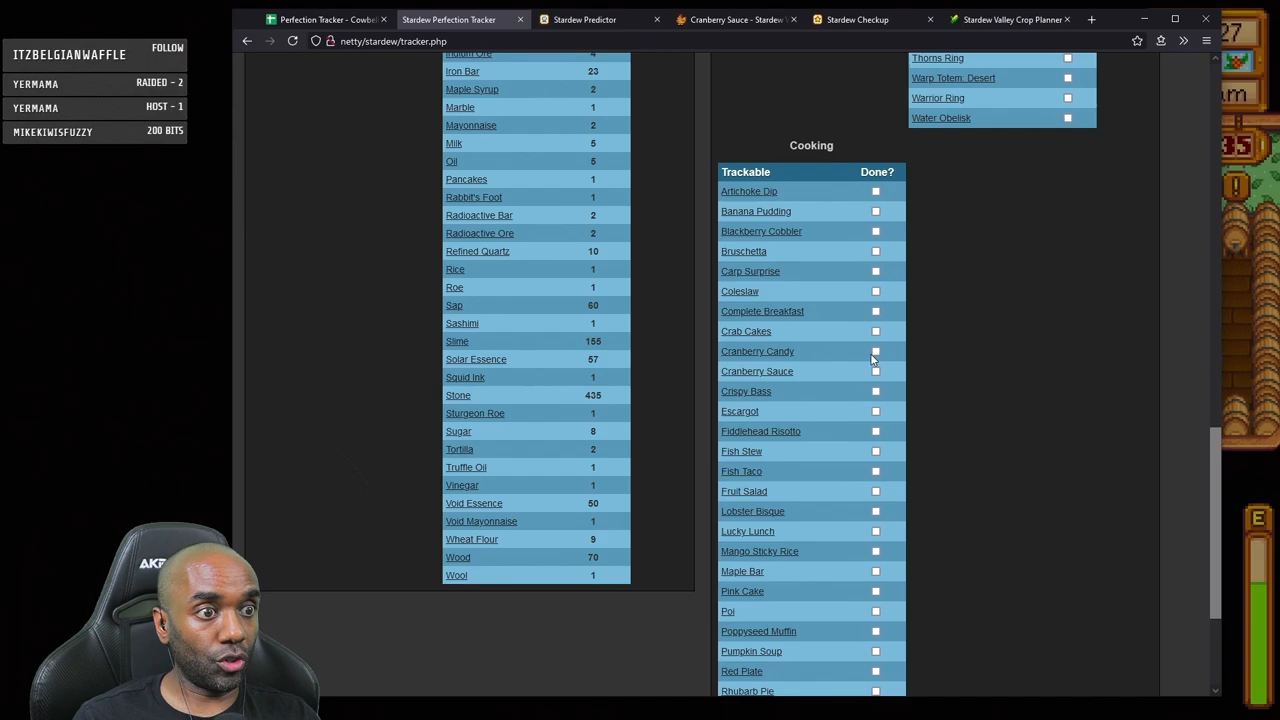 Perfection Tracker - Cowbel
Stardew Perfection Tracker
Stardew Predictor
Cranberry Sauce - Stardew
Stardew Checkup
Stardew Valley Crop Planner
netty/stardew/tracker.php
ITZBELGIANWAFFLE FOLLOW
YERMAMA RAIDED - 2
YERMAMA HOST - 1
MIKEKIWISFUZZY 200 BITS
Iridium Ore 4
Iron Bar 23
Maple Syrup 2
Marble 1
Mayonnaise 2
Milk 5
Oil 5
Pancakes 1
Rabbit's Foot 1
Radioactive Bar 2
Radioactive Ore 2
Refined Quartz 10
Rice 1
Roe 1
Sap 60
Sashimi 1
Slime 155
Solar Essence 57
Squid Ink 1
Stone 435
Sturgeon Roe 1
Sugar 8
Tortilla 2
Truffle Oil 1
Vinegar 1
Void Essence 50
Void Mayonnaise 1
Wheat Flour 9
Wood 70
Wool 1
Thorns Ring
Warp Totem: Desert
Warrior Ring
Water Obelisk
Cooking
Trackable Done?
Artichoke Dip
Banana Pudding
Blackberry Cobbler
Bruschetta
Carp Surprise
Coleslaw
Complete Breakfast
Crab Cakes
Cranberry Candy
Cranberry Sauce
Crispy Bass
Escargot
Fiddlehead Risotto
Fish Stew
Fish Taco
Fruit Salad
Lobster Bisque
Lucky Lunch
Mango Sticky Rice
Maple Bar
Pink Cake
Poi
Poppyseed Muffin
Pumpkin Soup
Red Plate
Rhubarb Pie
27
am
35
!
E
AK